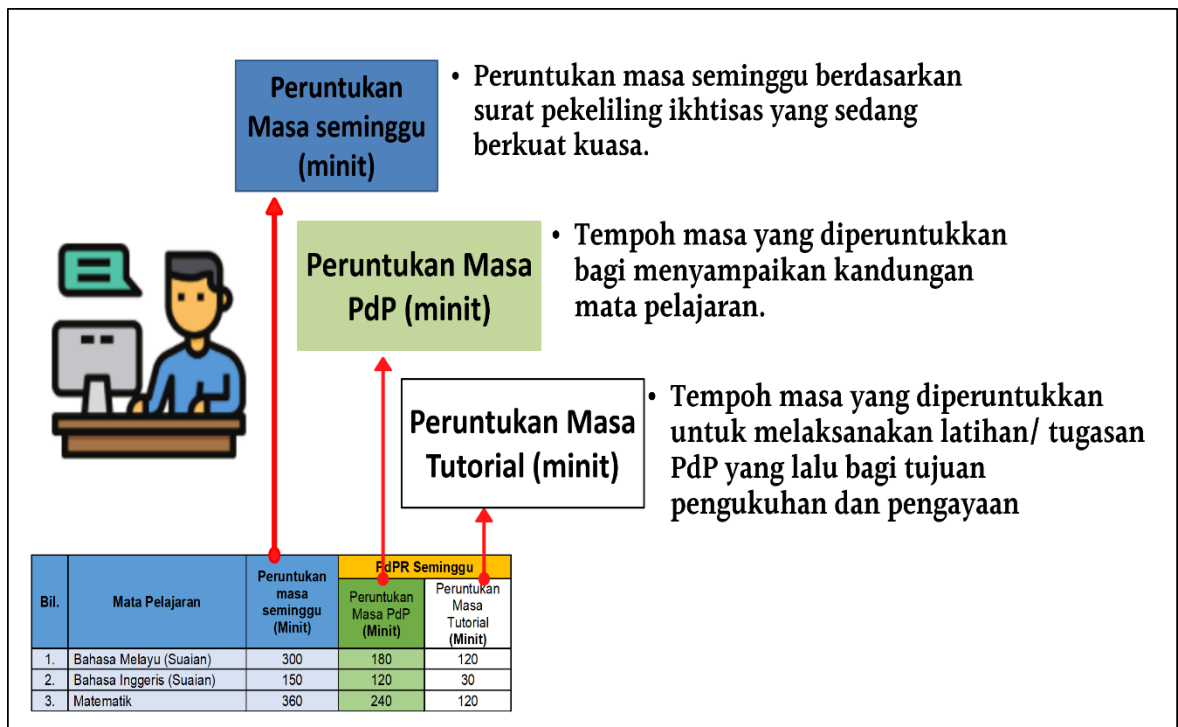 Peruntukan
Masa seminggu
(minit)
• Peruntukan masa seminggu berdasarkan
surat pekeliling ikhtisas yang sedang
berkuat kuasa.
Peruntukan Masa
PdP (minit)
• Tempoh masa yang diperuntukkan
bagi menyampaikan kandungan
mata pelajaran.
Peruntukan Masa
Tutorial (minit)
• Tempoh masa yang diperuntukkan
untuk melaksanakan latihan/ tugasan
PdP yang lalu bagi tujuan
pengukuhan dan pengayaan
Bil.
Mata Pelajaran
Peruntukan
masa
seminggu
(Minit)
PdPR Seminggu
Peruntukan
Masa PdP
(Minit)
Peruntukan
Masa
Tutorial
(Minit)
1. Bahasa Melayu (Suaian) 300 180 120
2. Bahasa Inggeris (Suaian) 150 120 30
3. Matematik 360 240 120